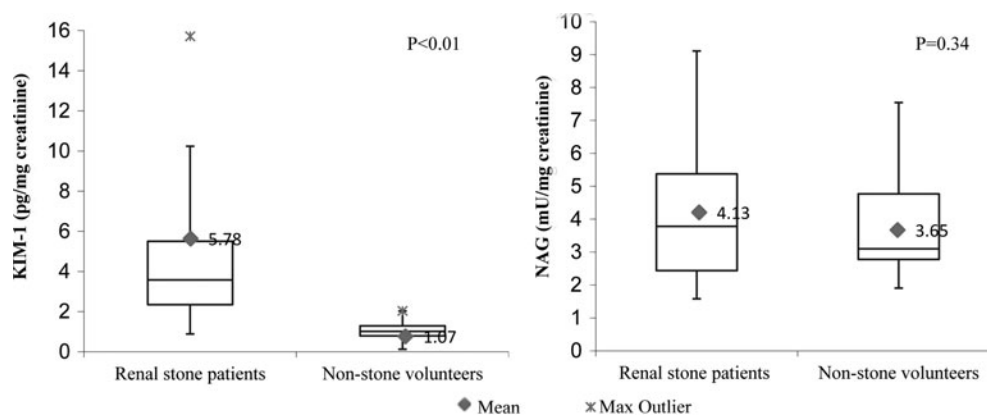 KIM-1 (pg/mg creatinine)
16
14
12
10
8
6
4
2
0
P<0.01
5.78
1.07
Renal stone patients
Non-stone volunteers
NAG (mU/mg creatinine)
10
9
8
7
6
5
4
3
2
1
0
P=0.34
4.13
3.65
Renal stone patients
Non-stone volunteers
Mean
Max Outlier